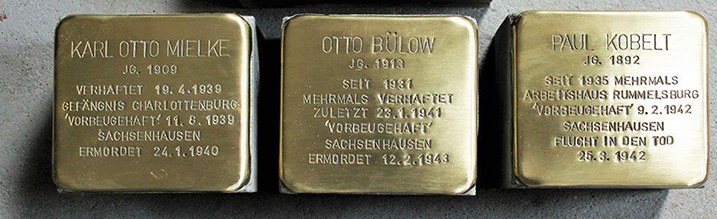 KARL OTTO MIELKE
JG. 1909
VERHAFTET 19.4.1939
GEFÄNGNIS CHARLOTTENBURG
'VORBEUGEHAFT' 11.8.1939
SACHSENHAUSEN
ERMORDET 24.1.1940
OTTO BÜLOW
JG. 1913
SEIT 1931
MEHRMALS VERHAFTET
ZULETZT 23.1.1941
'VORBEUGEHAFT'
SACHSENHAUSEN
ERMORDET 12.2.1943
PAUL KOBELT
JG. 1892
SEIT 1935 MEHRMALS
ARBEITSHAUS RUMMELSBURG
'VORBEUGEHAFT' 9.2.1942
SACHSENHAUSEN
FLUCHT IN DEN TOD
25.3.1942